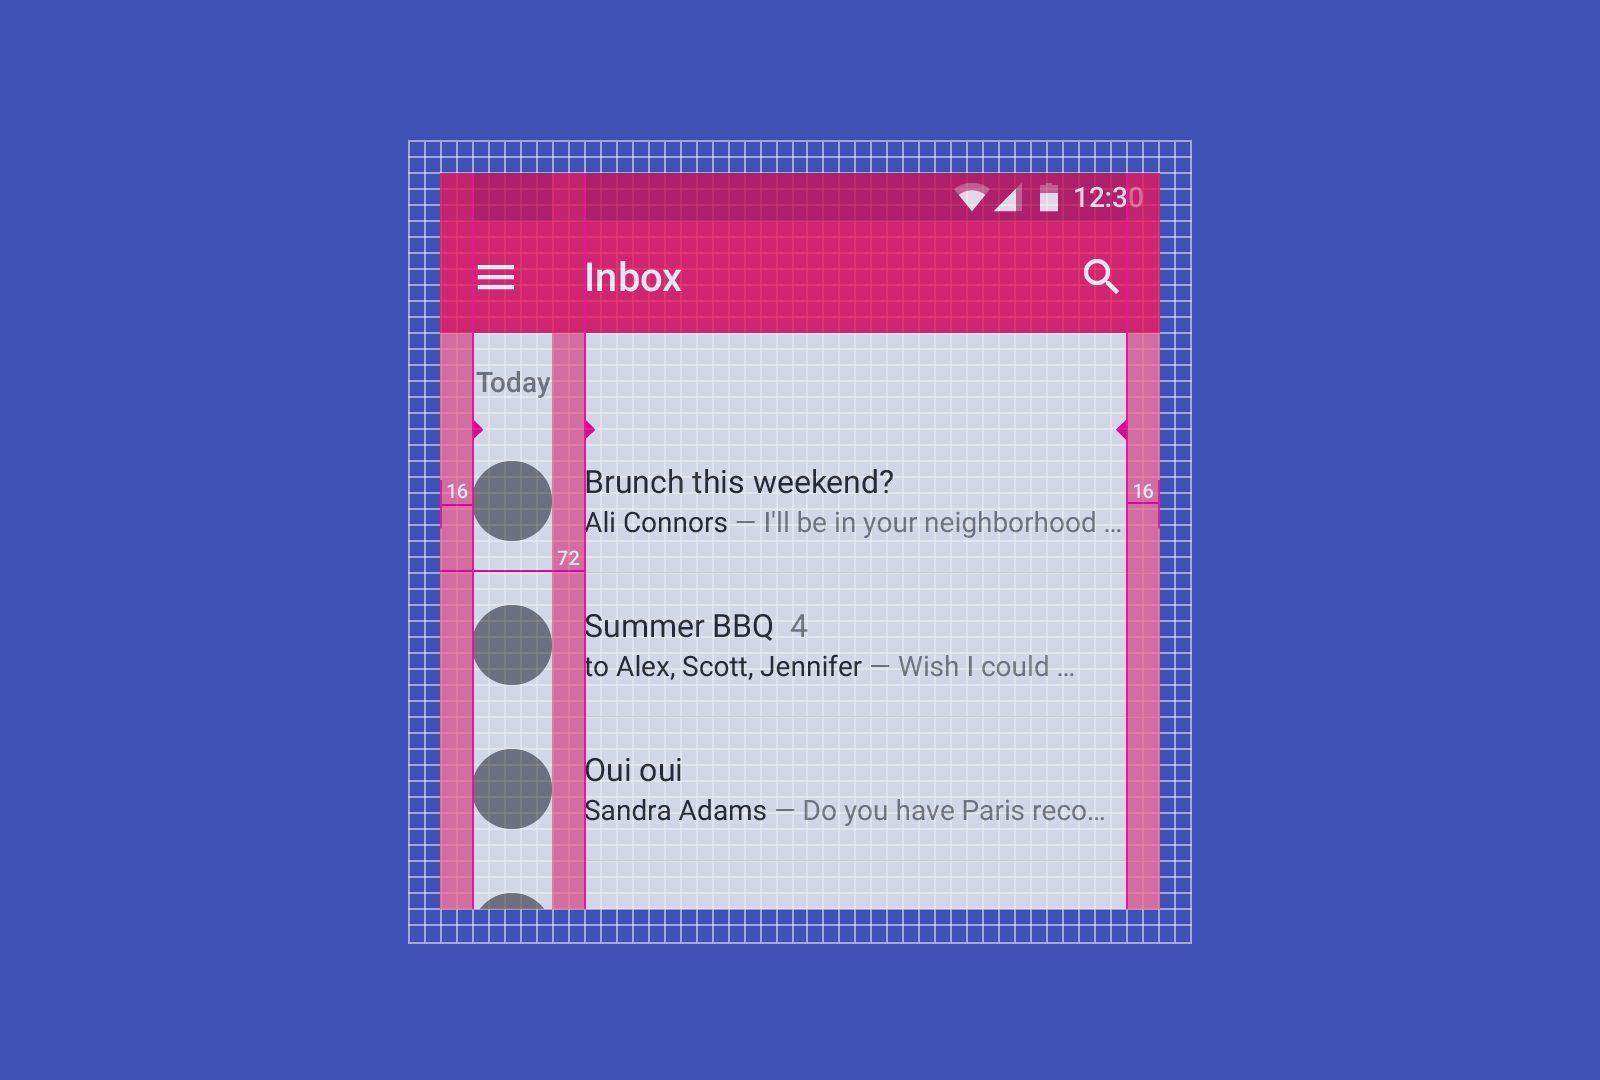 12:30
Inbox
Today
Brunch this weekend?
16
16
Ali Connors — I'll be in your neighborhood …
72
Summer BBQ 4
to Alex, Scott, Jennifer — Wish I could …
Oui oui
Sandra Adams — Do you have Paris reco…